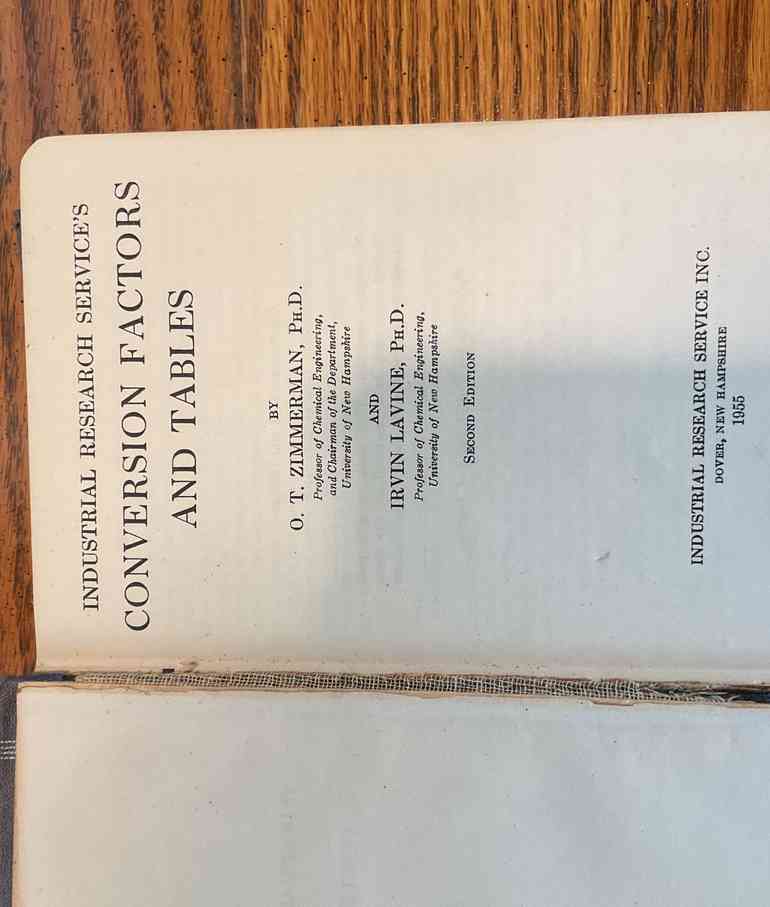 INDUSTRIAL RESEARCH SERVICE'S
CONVERSION FACTORS
AND TABLES
BY
O. T. ZIMMERMAN, PH.D.
Professor of Chemical Engineering,
and Chairman of the Department,
University of New Hampshire
AND
IRVIN LAVINE, PH.D.
Professor of Chemical Engineering,
University of New Hampshire
SECOND EDITION
INDUSTRIAL RESEARCH SERVICE INC.
DOVER, NEW HAMPSHIRE
1955